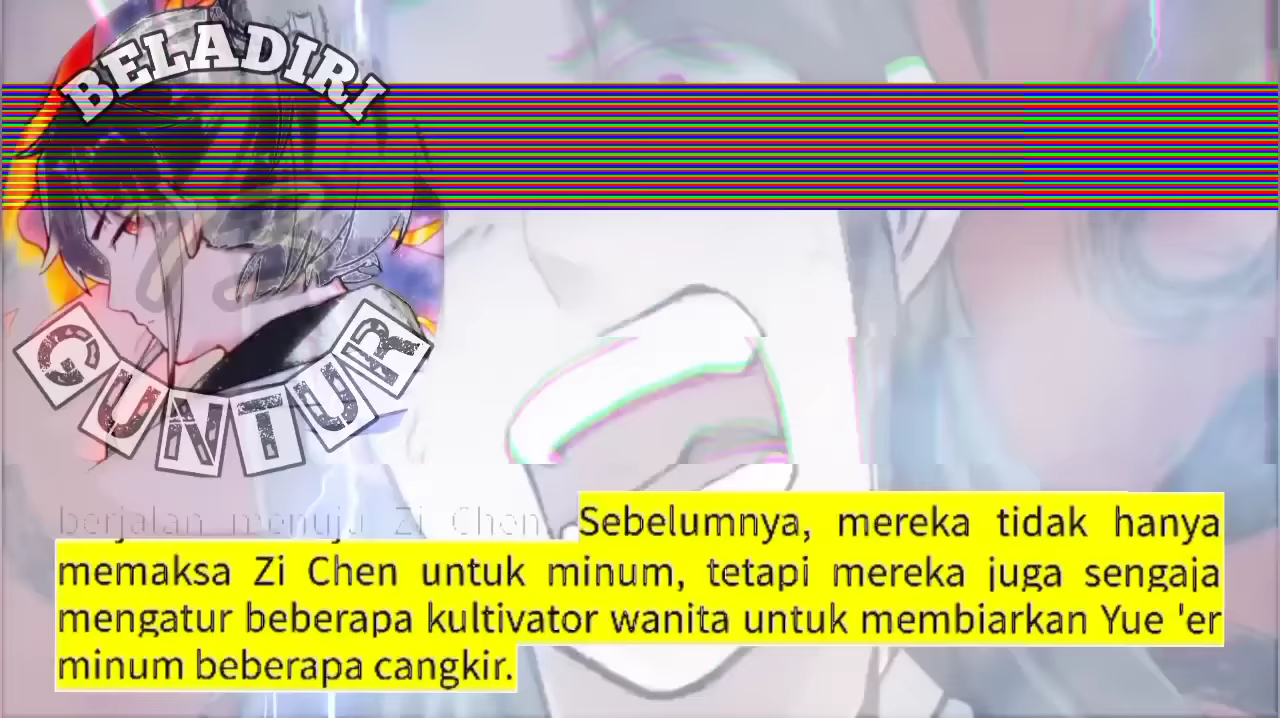 BELADIRI
GUNTUR
berjalan menuju Zi Chen. Sebelumnya, mereka tidak hanya
memaksa Zi Chen untuk minum, tetapi mereka juga sengaja
mengatur beberapa kultivator wanita untuk membiarkan Yue 'er
minum beberapa cangkir.